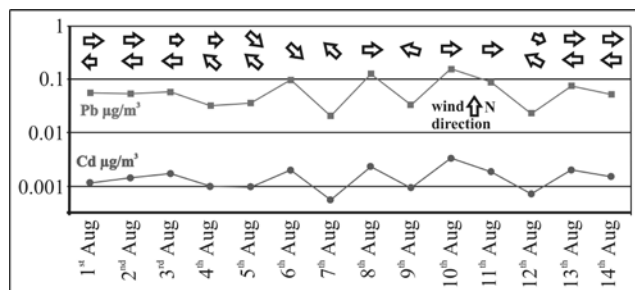 1
0.1
0.01
0.001
Pb µg/m³
Cd µg/m³
wind N
direction
1st Aug
2nd Aug
3rd Aug
4th Aug
5th Aug
6th Aug
7th Aug
8th Aug
9th Aug
10th Aug
11th Aug
12th Aug
13th Aug
14th Aug